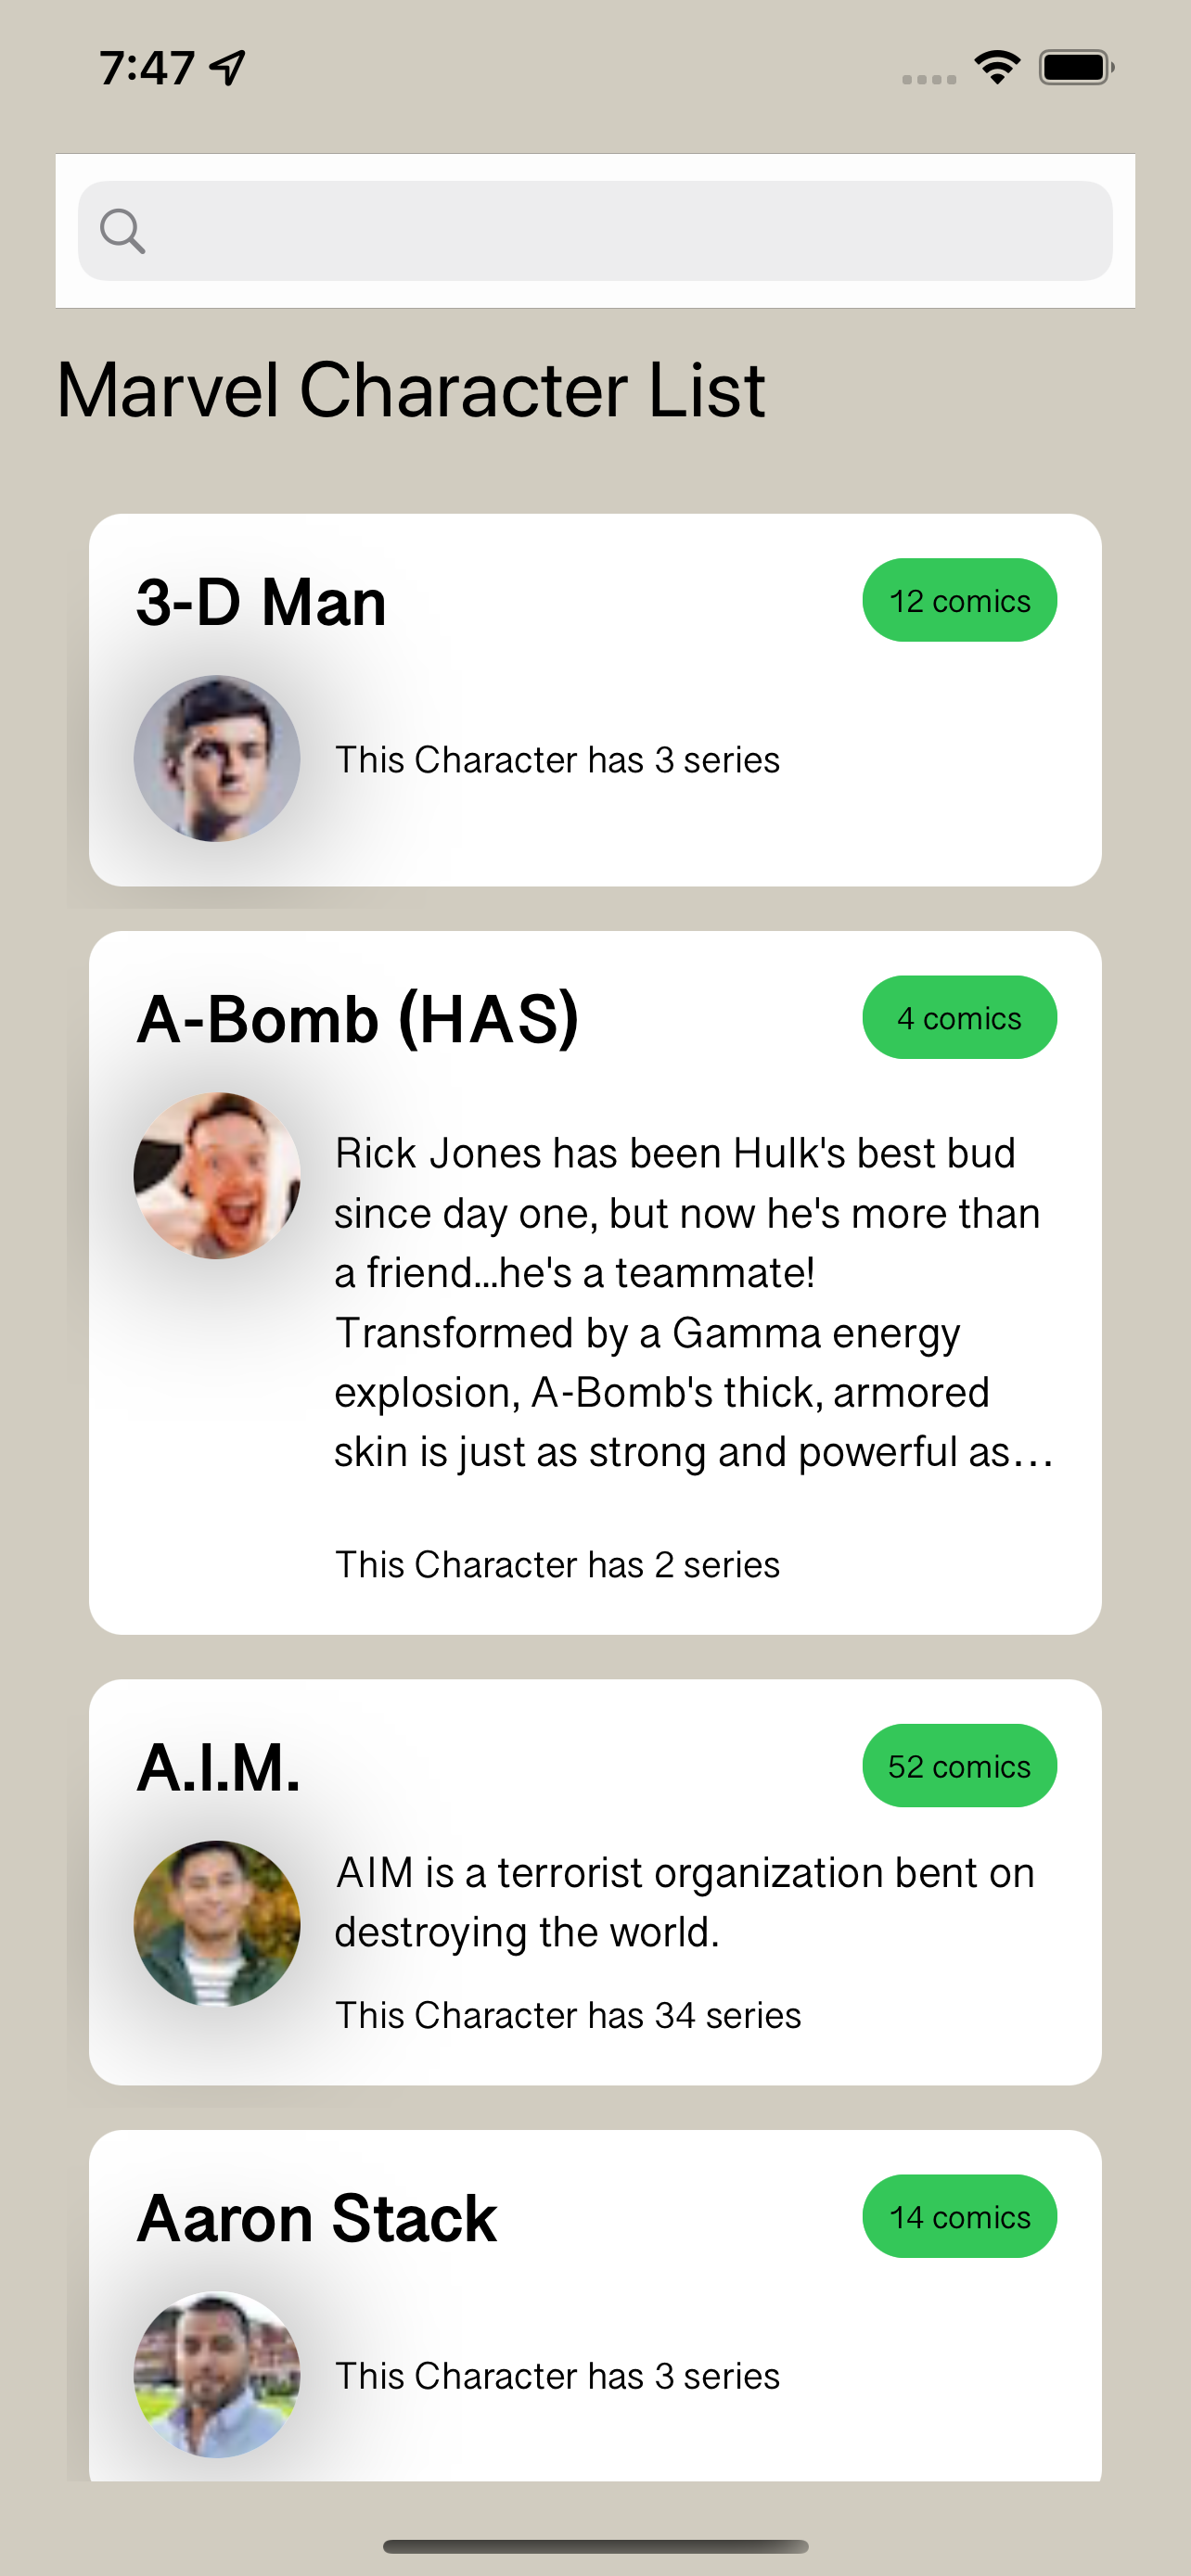 7:47
Marvel Character List
3-D Man
12 comics
This Character has 3 series
A-Bomb (HAS)
4 comics
Rick Jones has been Hulk's best bud
since day one, but now he's more than
a friend...he's a teammate!
Transformed by a Gamma energy
explosion, A-Bomb's thick, armored
skin is just as strong and powerful as...
This Character has 2 series
A.I.M.
52 comics
AIM is a terrorist organization bent on
destroying the world.
This Character has 34 series
Aaron Stack
14 comics
This Character has 3 series